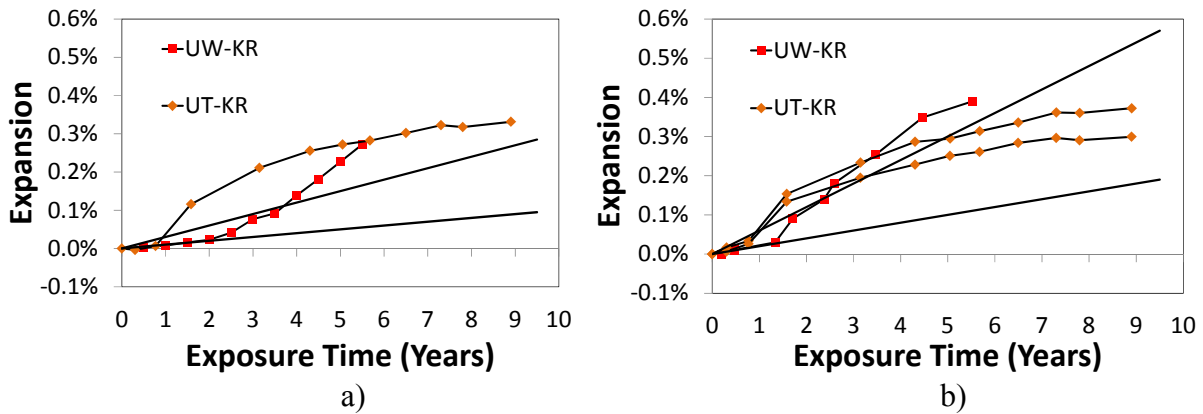 0.6%
0.5%
0.4%
0.3%
0.2%
0.1%
0.0%
-0.1%
Expansion
UW-KR
UT-KR
0 1 2 3 4 5 6 7 8 9 10
Exposure Time (Years)
a)
0.6%
0.5%
0.4%
0.3%
0.2%
0.1%
0.0%
-0.1%
Expansion
UW-KR
UT-KR
0 1 2 3 4 5 6 7 8 9 10
Exposure Time (Years)
b)